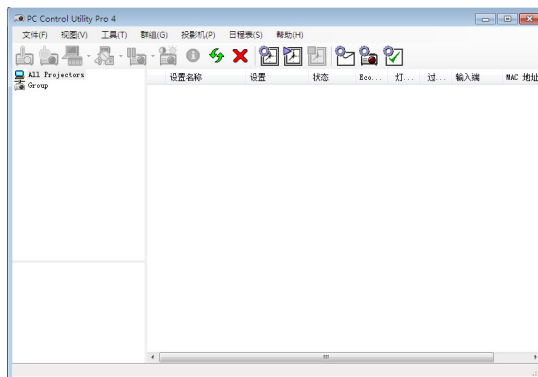 PC Control Utility Pro 4
文件(F) 视图(V) 工具(T) 群组(G) 投影机(P) 日程表(S) 帮助(H)
All Projectors 设置名称 设置 状态 Eco... 灯... 过... 输入端 MAC 地址
Group